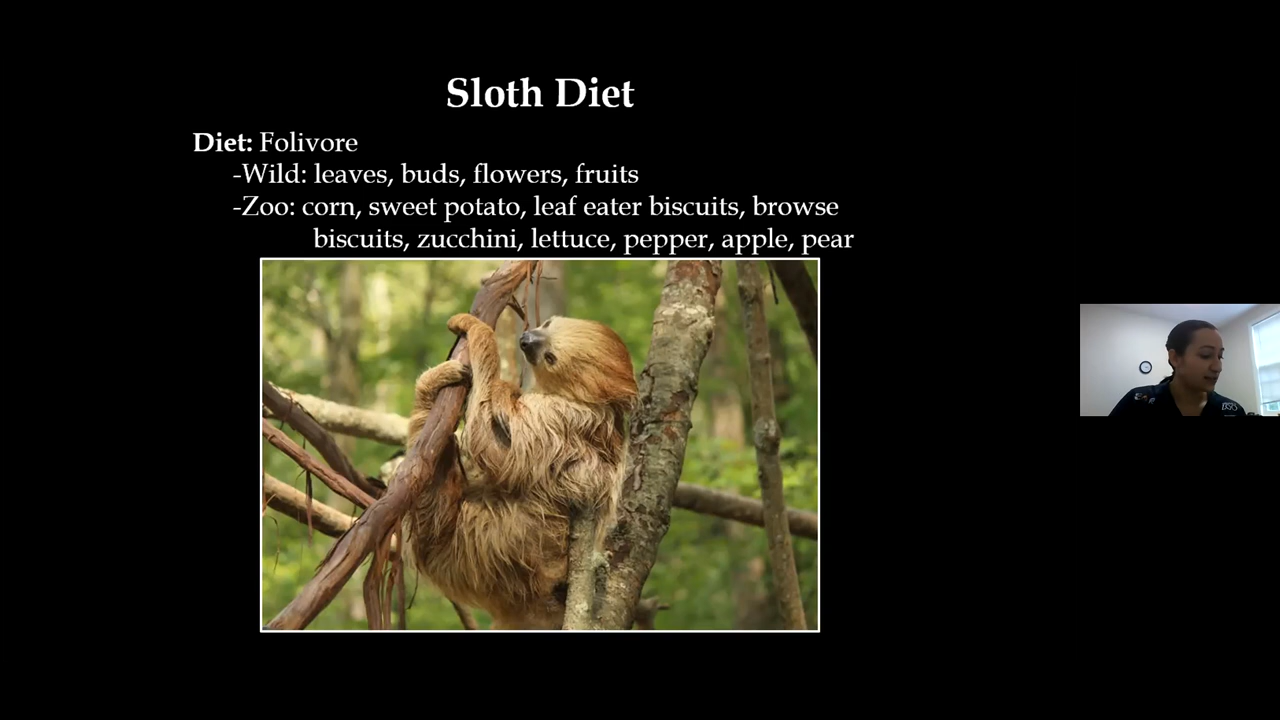 Sloth Diet
Diet: Folivore
-Wild: leaves, buds, flowers, fruits
-Zoo: corn, sweet potato, leaf eater biscuits, browse
biscuits, zucchini, lettuce, pepper, apple, pear